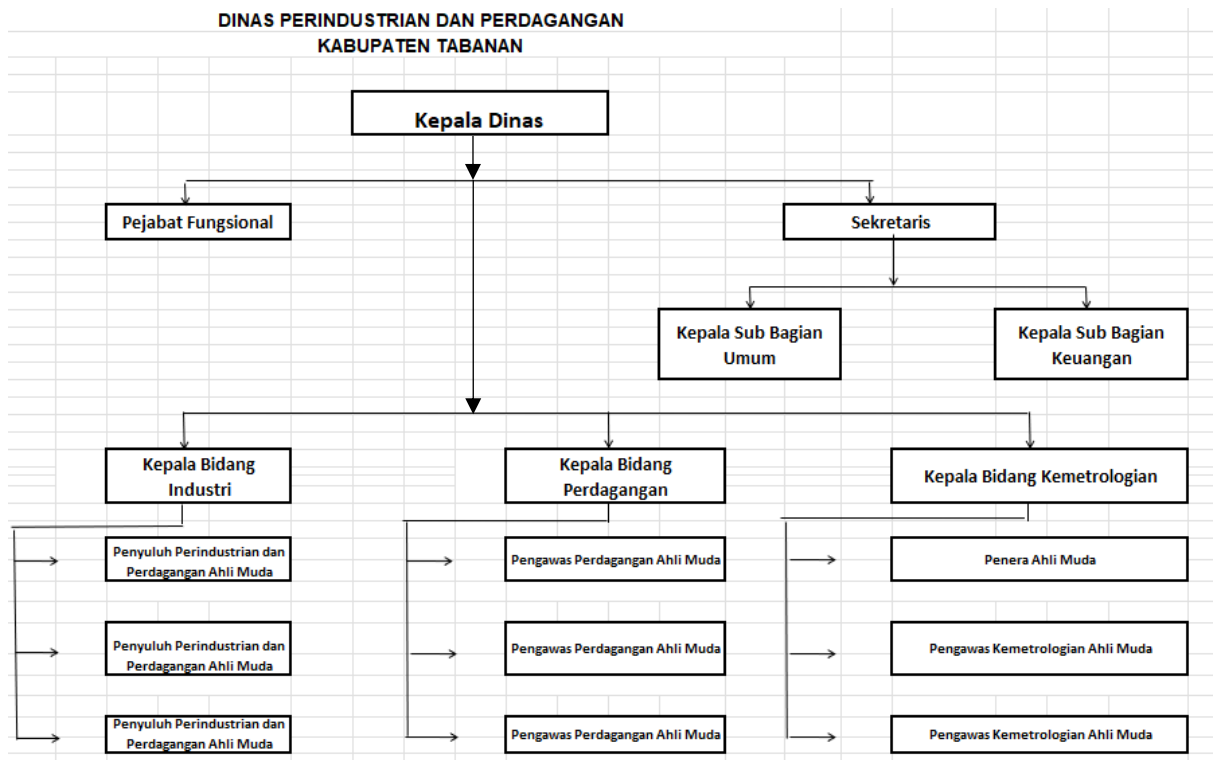 DINAS PERINDUSTRIAN DAN PERDAGANGAN
KABUPATEN TABANAN
Kepala Dinas
Pejabat Fungsional
Sekretaris
Kepala Sub Bagian
Umum
Kepala Sub Bagian
Keuangan
Kepala Bidang
Industri
Kepala Bidang
Perdagangan
Kepala Bidang Kemetrologian
Penyuluh Perindustrian dan
Perdagangan Ahli Muda
Pengawas Perdagangan Ahli Muda
Penera Ahli Muda
Penyuluh Perindustrian dan
Perdagangan Ahli Muda
Pengawas Perdagangan Ahli Muda
Pengawas Kemetrologian Ahli Muda
Penyuluh Perindustrian dan
Perdagangan Ahli Muda
Pengawas Perdagangan Ahli Muda
Pengawas Kemetrologian Ahli Muda